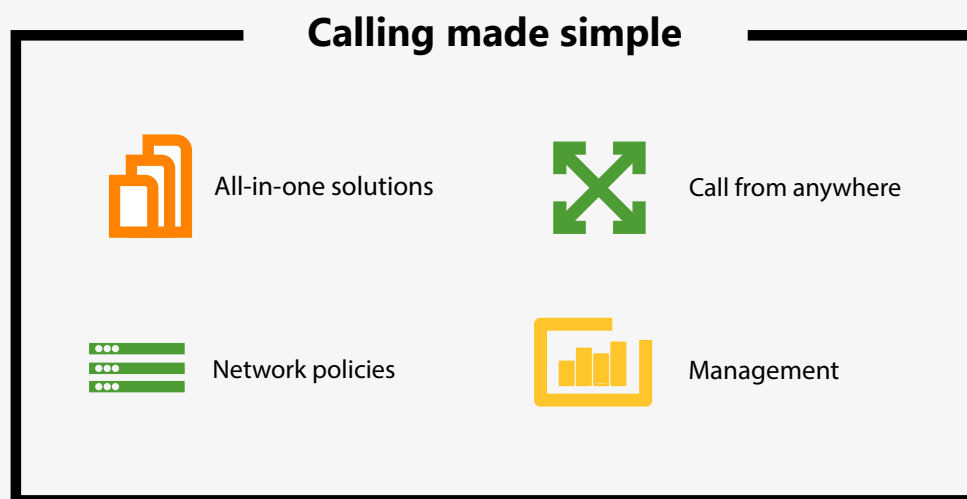 Calling made simple
All-in-one solutions
Call from anywhere
Network policies
Management